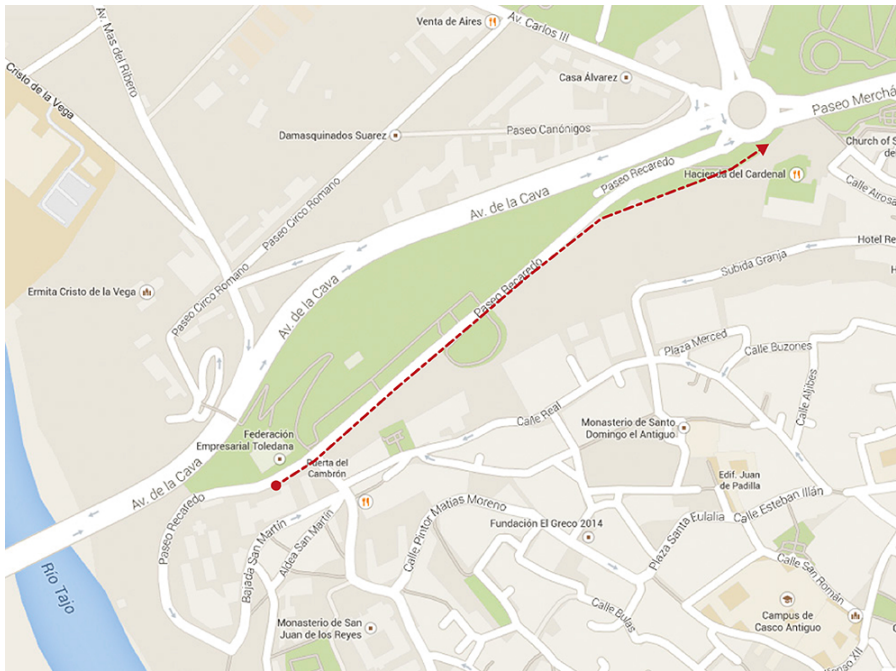 Venta de Aires
Av. Carlos III
Av. Mas del Ribero
Cristo de la Vega
Casa Álvarez
Paseo Merchá
Damasquinados Suarez
Paseo Canónigos
Church of S
de
Paseo Recaredo
Hacienda del Cardenal
Calle Airosa
Av. de la Cava
Paseo Circo Romano
Hotel Re
H
Subida Granja
Paseo Circo Romano
Ermita Cristo de la Vega
Av. de la Cava
Paseo Recaredo
Plaza Merced
Calle Buzones
Calle Aljibes
Calle Real
Monasterio de Santo
Domingo el Antiguo
Federación
Empresarial Toledana
Puerta del
Cambrón
Edif. Juan
de Padilla
Av. de la Cava
Paseo Recaredo
Bajada San Martín
Aldea San Martín
Calle Pintor Matías Moreno
Fundación El Greco 2014
Plaza Santa Eulalia
Calle Esteban Illán
Río Tajo
Calle San Román
Calle Bulas
Monasterio de San
Juan de los Reyes
Campus de
Casco Antiguo
XII